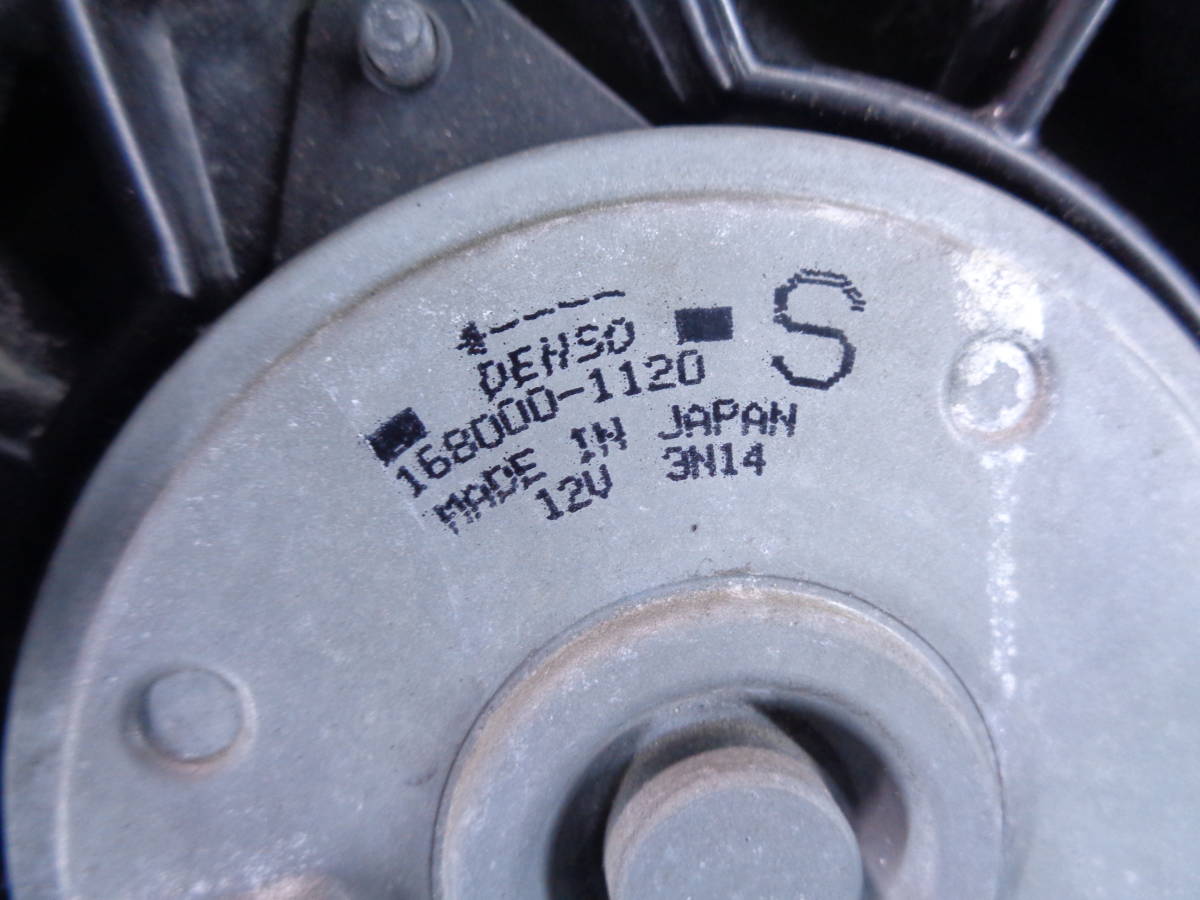 DENSO
S
168000-1120
MADE IN JAPAN
12V 3N14